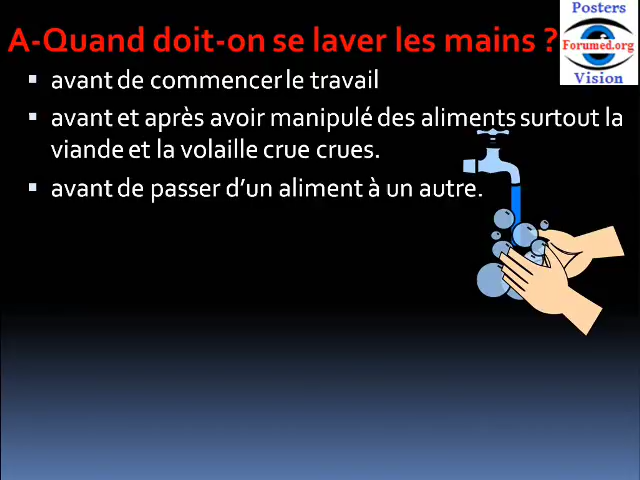 A-Quand doit-on se laver les mains ?
Posters
Forumed.org
Vision
▪ avant de commencer le travail
▪ avant et après avoir manipulé des aliments surtout la
viande et la volaille crue crues.
▪ avant de passer d’un aliment à un autre.